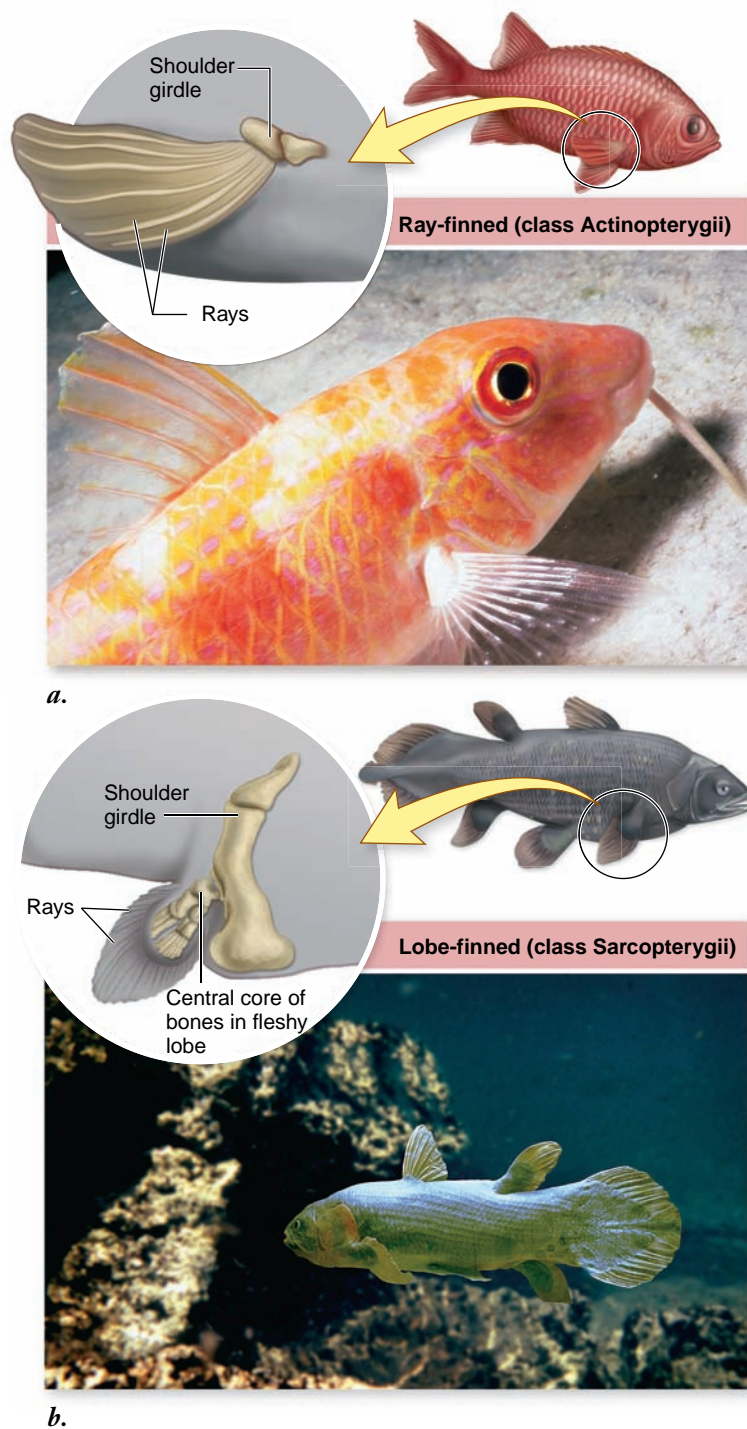 Shoulder
girdle
Ray-finned (class Actinopterygii)
Rays
a.
Shoulder
girdle
Rays
Lobe-finned (class Sarcopterygii)
Central core of
bones in fleshy
lobe
b.